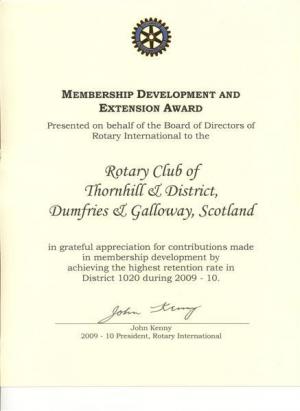 MEMBERSHIP DEVELOPMENT AND
EXTENSION AWARD
Presented on behalf of the Board of Directors of
Rotary International to the
Rotary Club of
Thornhill & District,
Dumfries & Galloway, Scotland
in grateful appreciation for contributions made
in membership development by
achieving the highest retention rate in
District 1020 during 2009 - 10.
John Kenny
John Kenny
2009 - 10 President, Rotary International